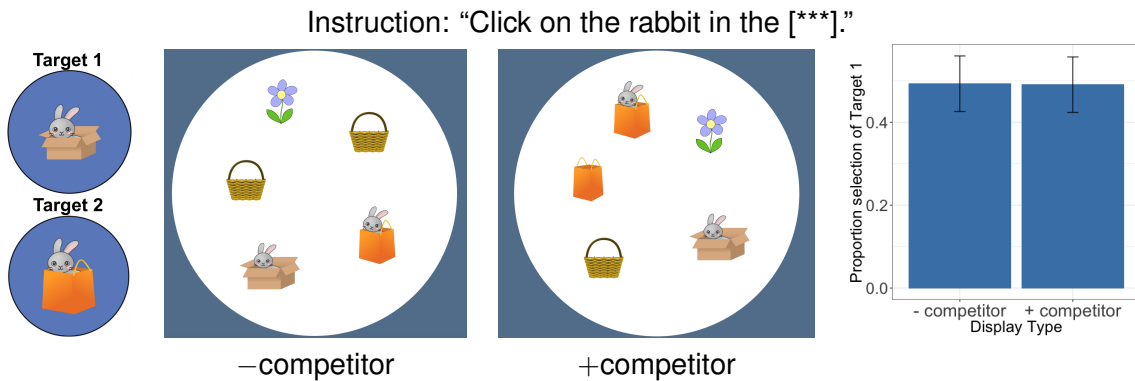 Instruction: “Click on the rabbit in the [***].”
Target 1
Target 2
−competitor
+competitor
Proportion selection of Target 1
0.4
0.2
0.0
- competitor
+ competitor
Display Type